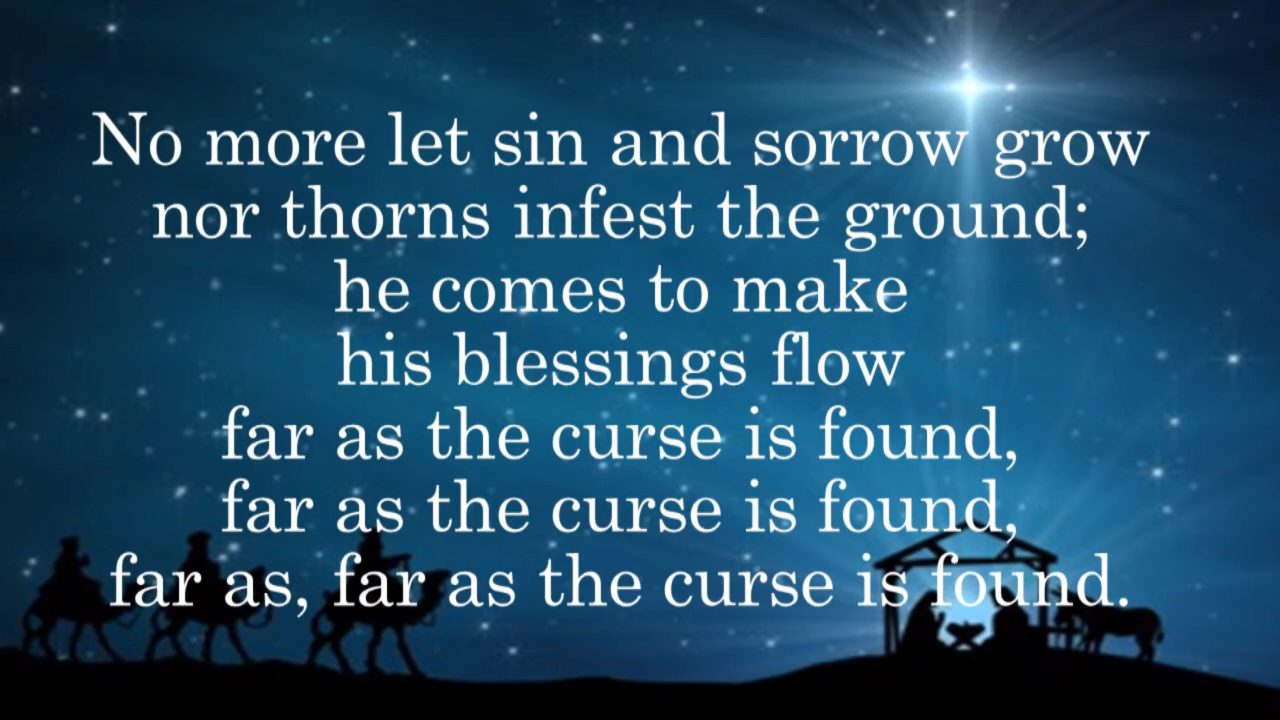 No more let sin and sorrow grow
nor thorns infest the ground;
he comes to make
his blessings flow
far as the curse is found,
far as the curse is found,
far as, far as the curse is found.